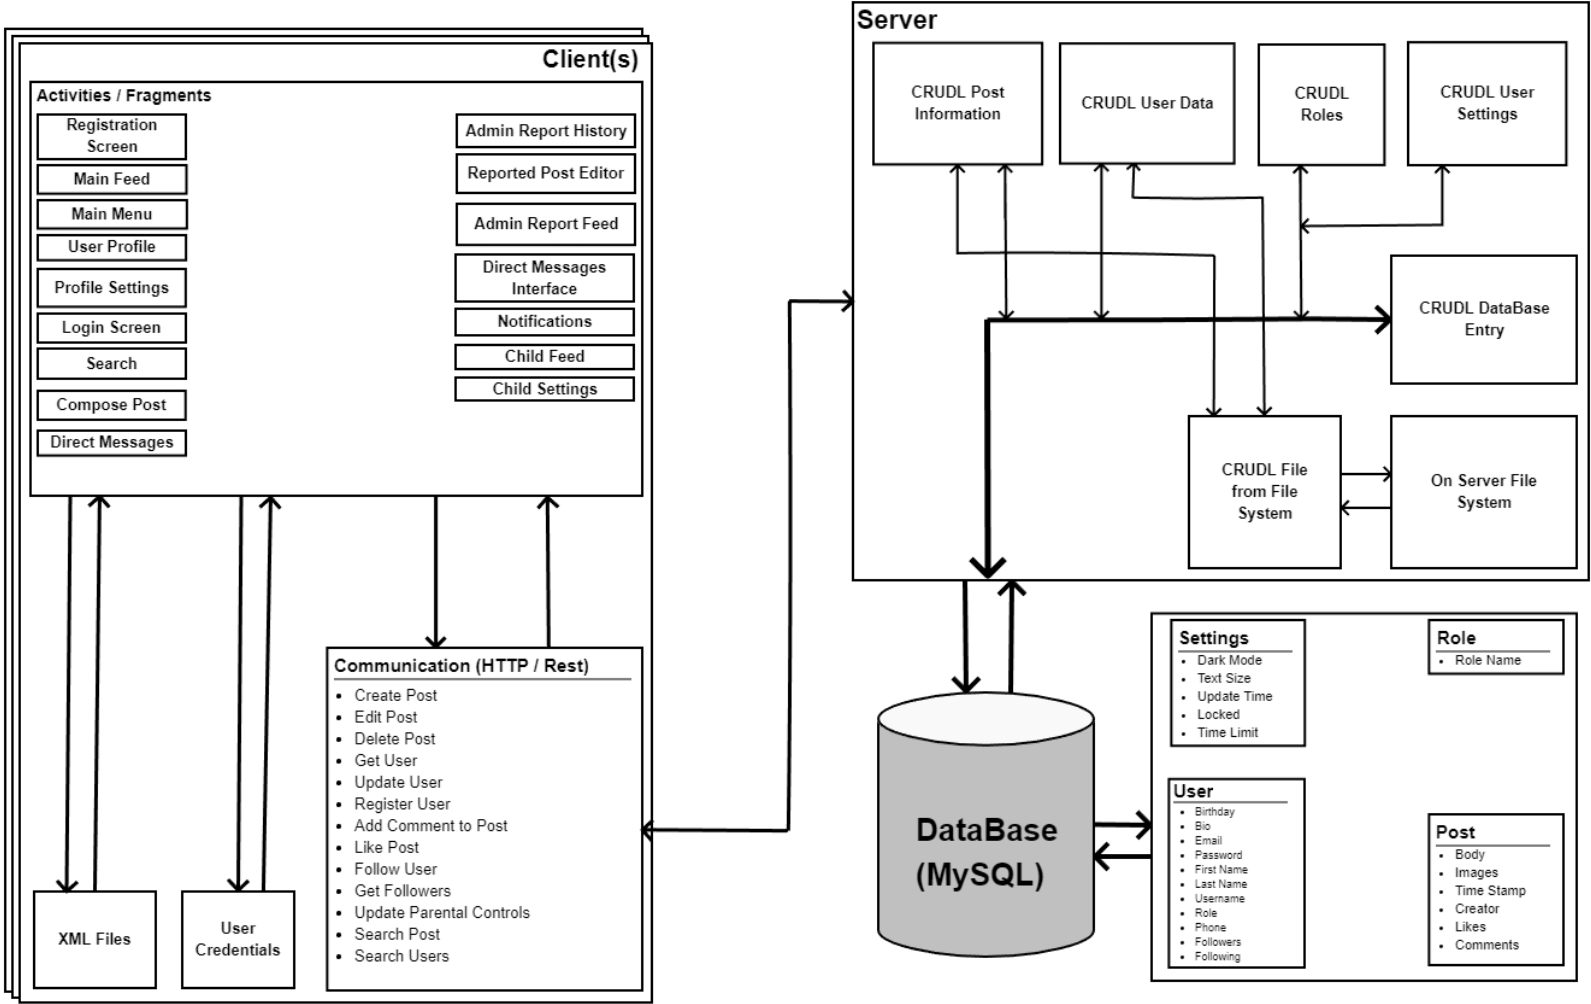 Client(s)
Activities / Fragments
Registration
Screen
Main Feed
Main Menu
User Profile
Profile Settings
Login Screen
Search
Compose Post
Direct Messages
Admin Report History
Reported Post Editor
Admin Report Feed
Direct Messages
Interface
Notifications
Child Feed
Child Settings
XML Files
User
Credentials
Communication (HTTP / Rest)
Create Post
Edit Post
Delete Post
Get User
Update User
Register User
Add Comment to Post
Like Post
Follow User
Get Followers
Update Parental Controls
Search Post
Search Users
Server
CRUDL Post
Information
CRUDL User Data
CRUDL
Roles
CRUDL User
Settings
CRUDL DataBase
Entry
CRUDL File
from File
System
On Server File
System
DataBase
(MySQL)
Settings
Dark Mode
Text Size
Update Time
Locked
Time Limit
Role
Role Name
User
Birthday
Bio
Email
Password
First Name
Last Name
Username
Role
Phone
Followers
Following
Post
Body
Images
Time Stamp
Creator
Likes
Comments